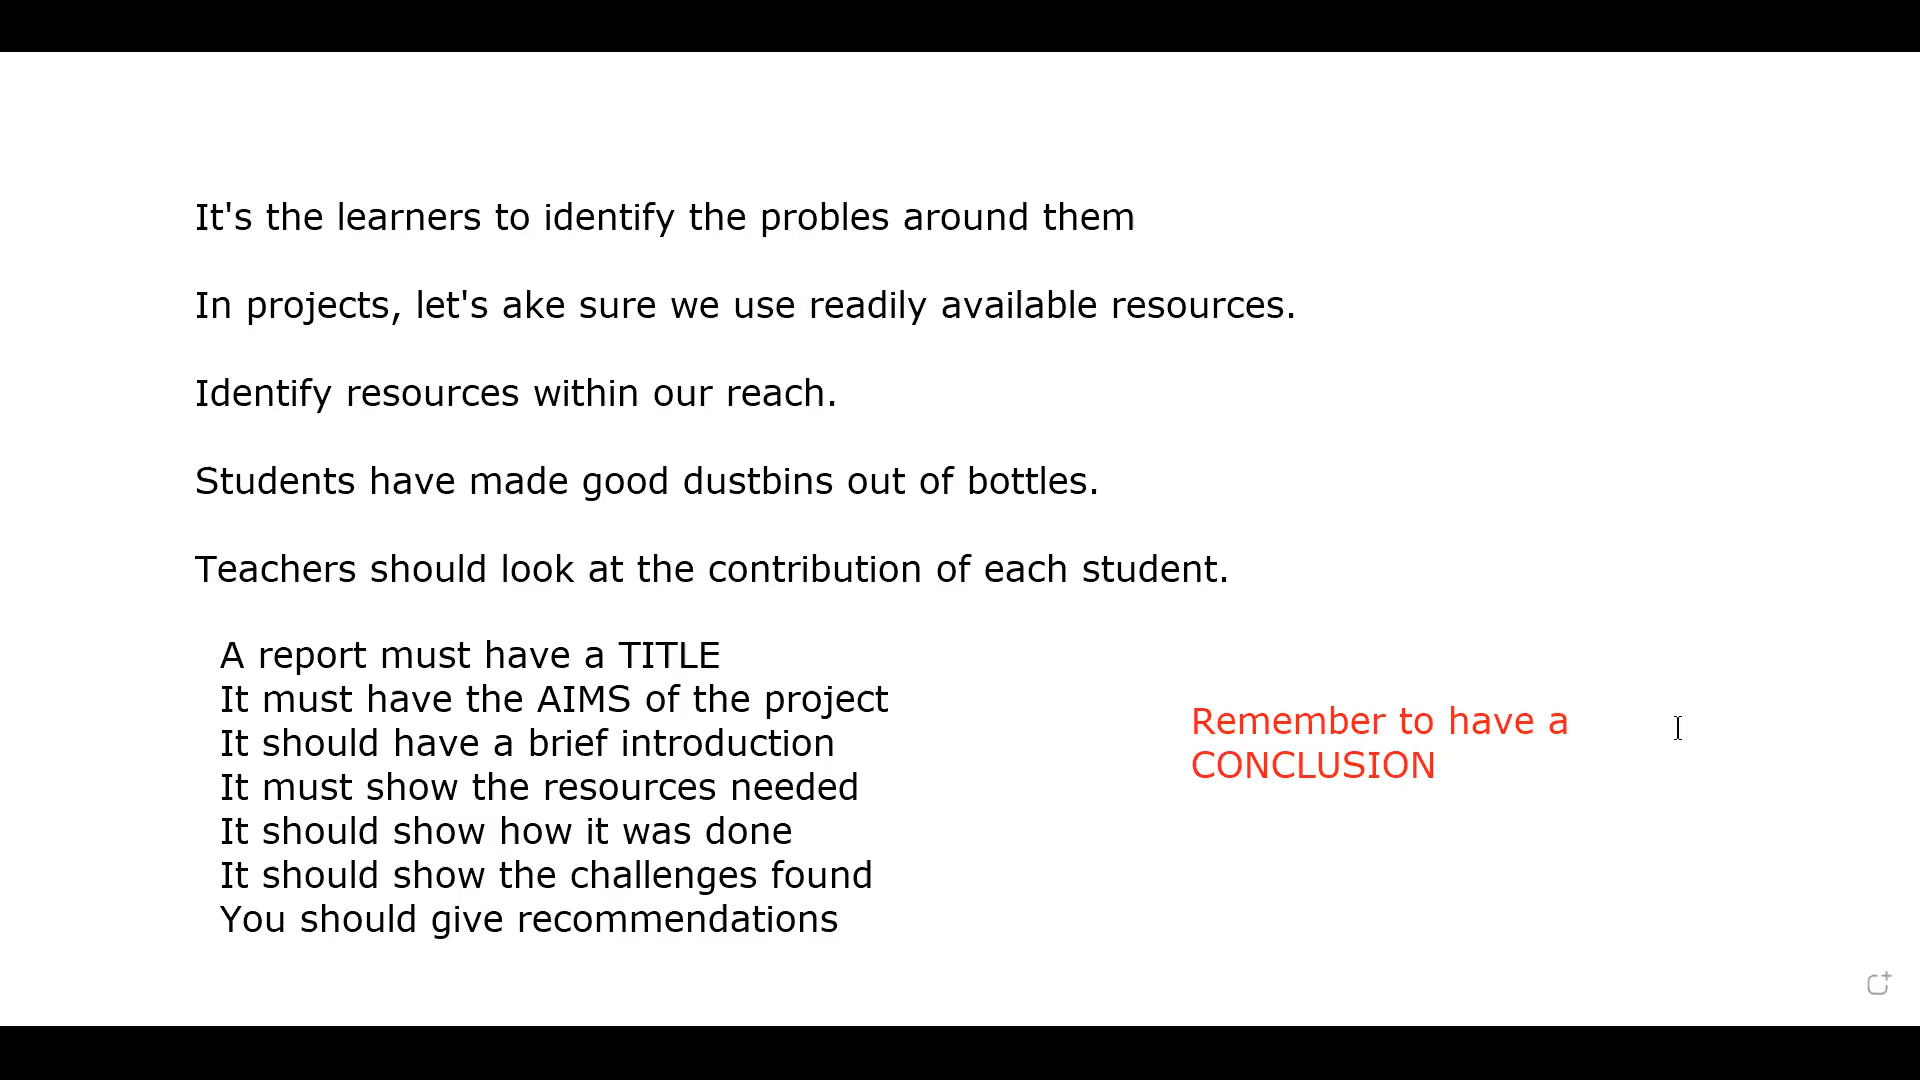 It's the learners to identify the probles around them
In projects, let's ake sure we use readily available resources.
Identify resources within our reach.
Students have made good dustbins out of bottles.
Teachers should look at the contribution of each student.
A report must have a TITLE
It must have the AIMS of the project
It should have a brief introduction
It must show the resources needed
It should show how it was done
It should show the challenges found
You should give recommendations
Remember to have a
CONCLUSION